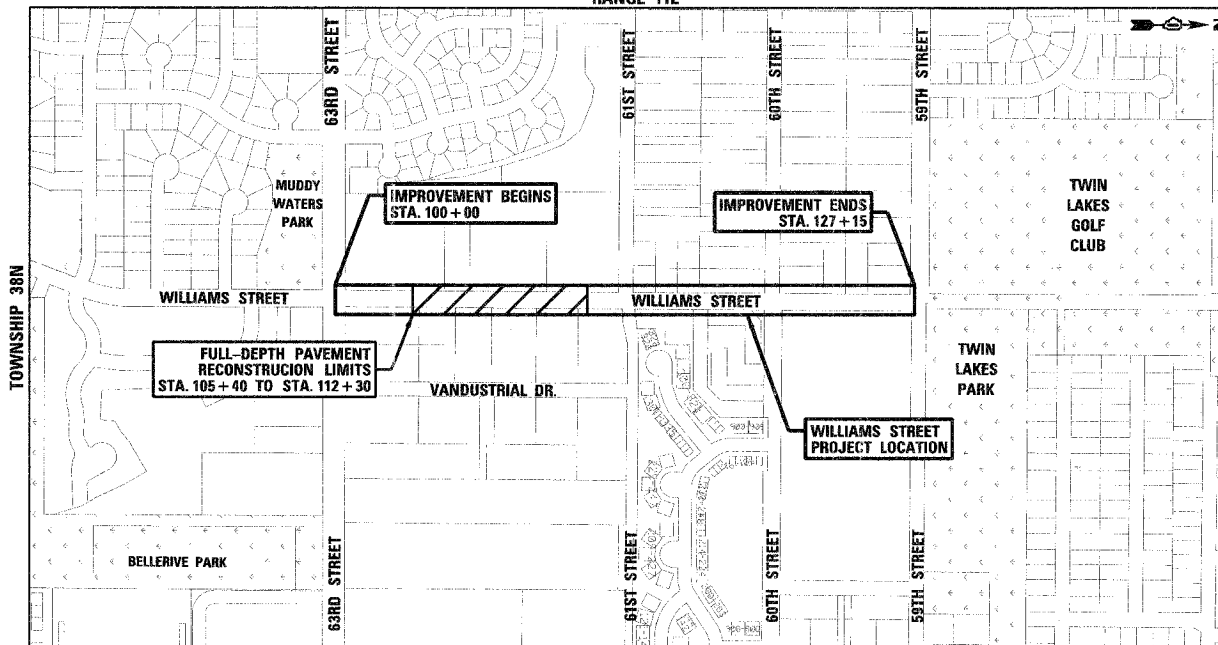 RANGE 11E
TOWNSHIP 38N
63RD STREET
61ST STREET
60TH STREET
59TH STREET
MUDDY
WATERS
PARK
IMPROVEMENT BEGINS
STA. 100+00
IMPROVEMENT ENDS
STA. 127+15
TWIN
LAKES
GOLF
CLUB
WILLIAMS STREET
WILLIAMS STREET
FULL-DEPTH PAVEMENT
RECONSTRUCION LIMITS
STA. 105+40 TO STA. 112+30
VANDUSTRIAL DR.
TWIN
LAKES
PARK
WILLIAMS STREET
PROJECT LOCATION
BELLERIVE PARK
63RD STREET
61ST STREET
60TH STREET
59TH STREET